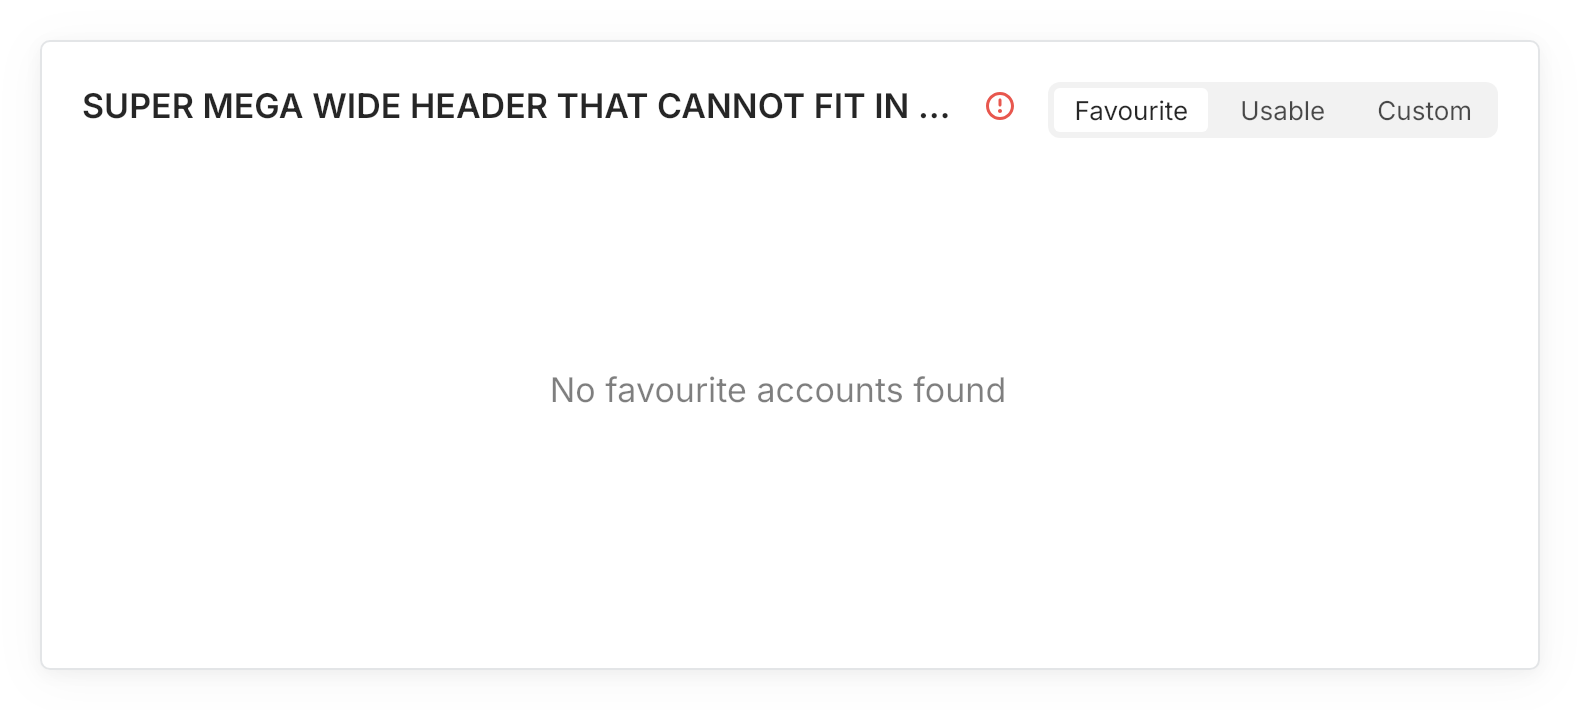 SUPER MEGA WIDE HEADER THAT CANNOT FIT IN ...
Favourite Usable Custom
No favourite accounts found